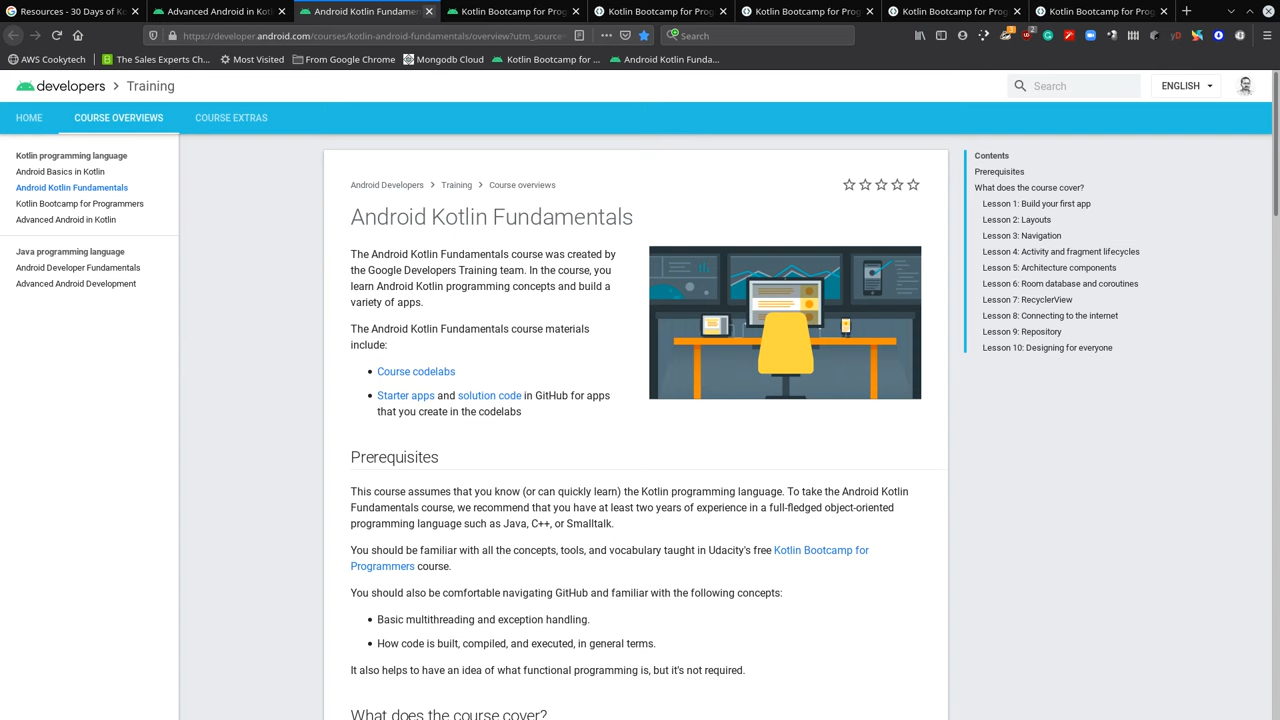 Resources - 30 Days of Ko
Advanced Android in Kotl
Android Kotlin Fundamer
Kotlin Bootcamp for Prog
Kotlin Bootcamp for Prog
Kotlin Bootcamp for Prog
Kotlin Bootcamp for Prog
Kotlin Bootcamp for Prog
https://developer.android.com/courses/kotlin-android-fundamentals/overview?utm_source
Search
AWS Cookytech
The Sales Experts Ch...
Most Visited
From Google Chrome
Mongodb Cloud
Kotlin Bootcamp for ...
Android Kotlin Funda...
developers
Training
Search
ENGLISH
HOME
COURSE OVERVIEWS
COURSE EXTRAS
Kotlin programming language
Android Basics in Kotlin
Android Kotlin Fundamentals
Kotlin Bootcamp for Programmers
Advanced Android in Kotlin
Java programming language
Android Developer Fundamentals
Advanced Android Development
Android Developers > Training > Course overviews
Android Kotlin Fundamentals
The Android Kotlin Fundamentals course was created by
the Google Developers Training team. In the course, you
learn Android Kotlin programming concepts and build a
variety of apps.
The Android Kotlin Fundamentals course materials
include:
• Course codelabs
• Starter apps and solution code in GitHub for apps
that you create in the codelabs
Prerequisites
This course assumes that you know (or can quickly learn) the Kotlin programming language. To take the Android Kotlin
Fundamentals course, we recommend that you have at least two years of experience in a full-fledged object-oriented
programming language such as Java, C++, or Smalltalk.
You should be familiar with all the concepts, tools, and vocabulary taught in Udacity's free Kotlin Bootcamp for
Programmers course.
You should also be comfortable navigating GitHub and familiar with the following concepts:
• Basic multithreading and exception handling.
• How code is built, compiled, and executed, in general terms.
It also helps to have an idea of what functional programming is, but it's not required.
What does the course cover?
Contents
Prerequisites
What does the course cover?
Lesson 1: Build your first app
Lesson 2: Layouts
Lesson 3: Navigation
Lesson 4: Activity and fragment lifecycles
Lesson 5: Architecture components
Lesson 6: Room database and coroutines
Lesson 7: RecyclerView
Lesson 8: Connecting to the internet
Lesson 9: Repository
Lesson 10: Designing for everyone